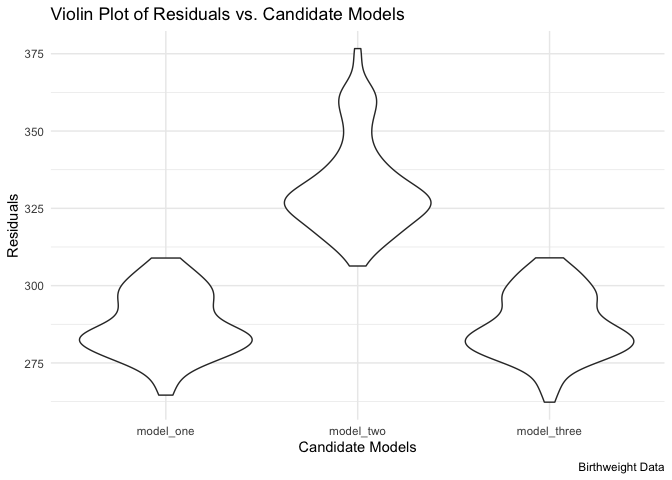 Violin Plot of Residuals vs. Candidate Models
375
350
325
300
275
Residuals
model_one model_two model_three
Candidate Models
Birthweight Data